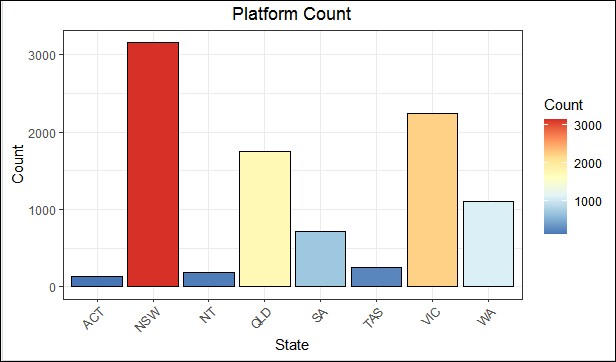 Platform Count
Count
3000
2000
1000
0
ACT
NSW
NT
QLD
SA
TAS
VIC
WA
State
Count
3000
2000
1000